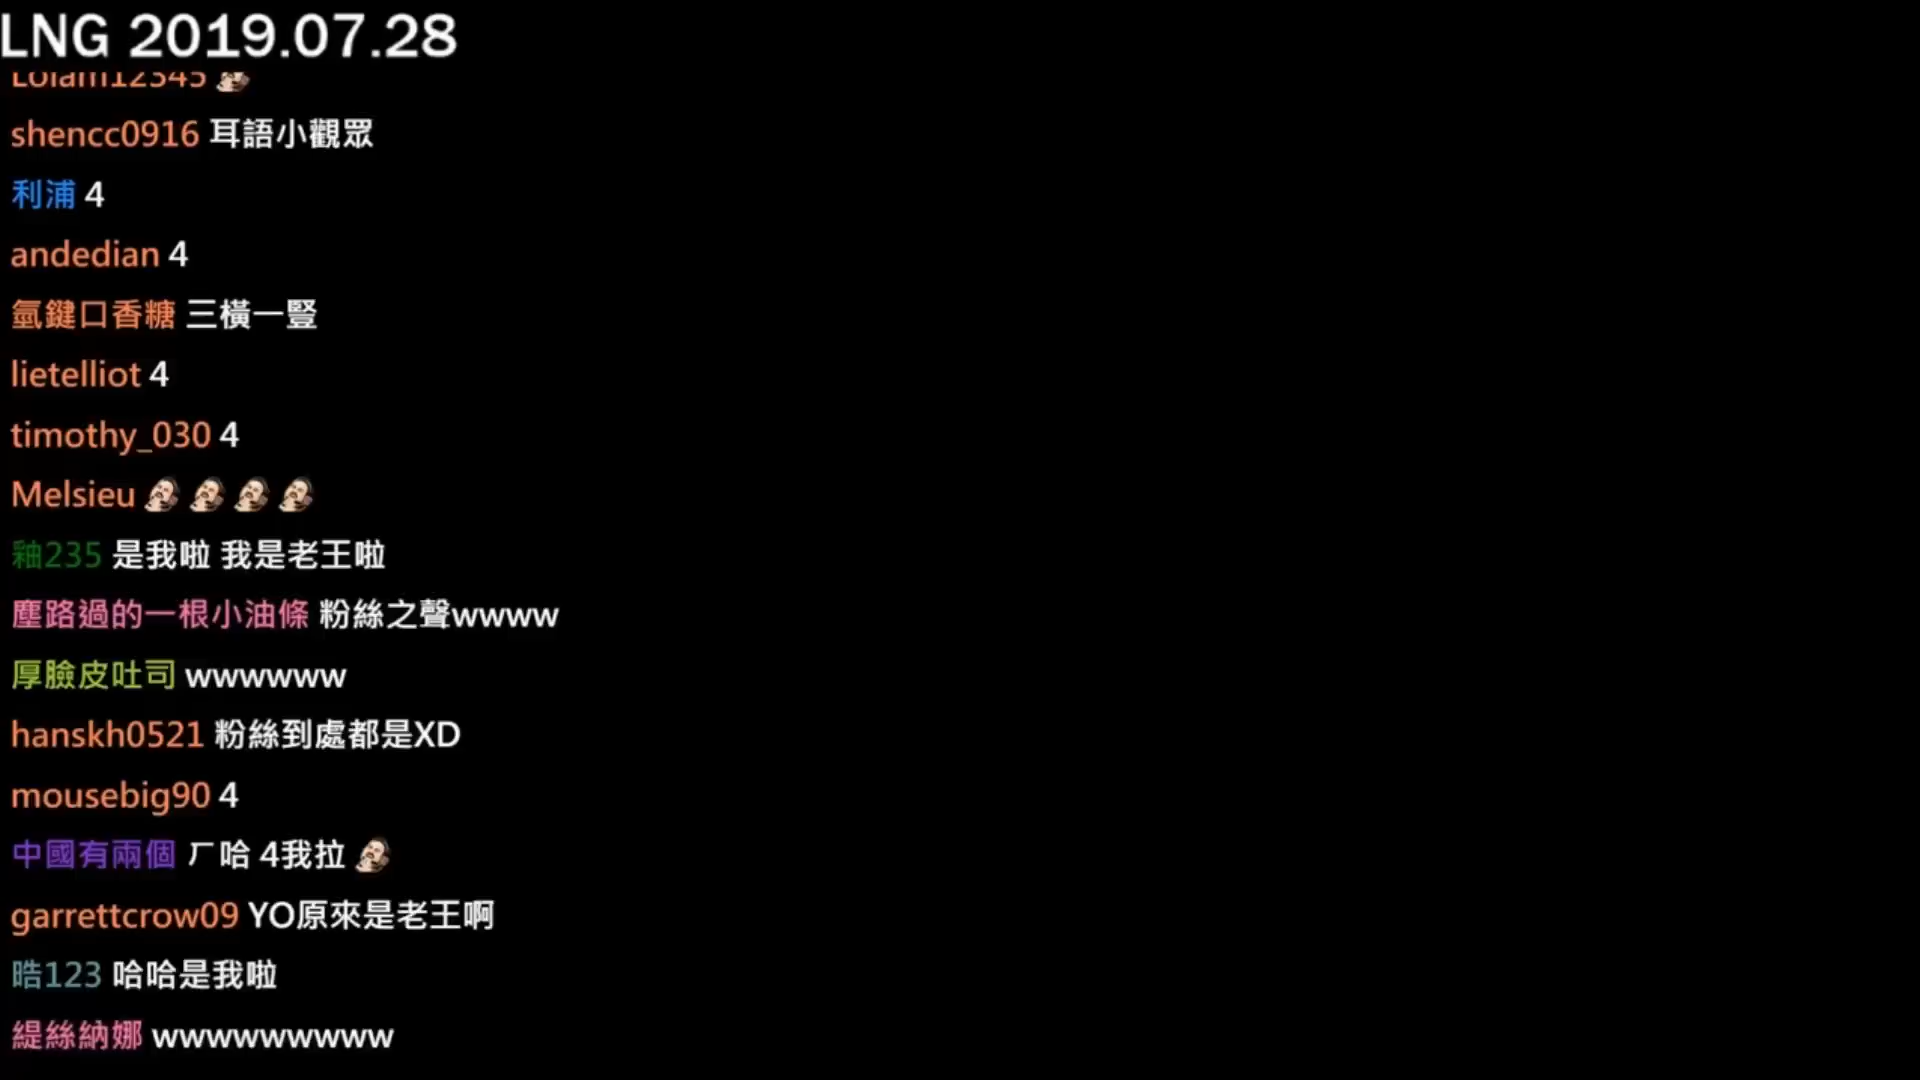 LNG 2019.07.28
Lolam12345
shencc0916 耳語小觀眾
利浦 4
andedian 4
氫鍵口香糖 三橫一豎
lietelliot 4
timothy_030 4
Melsieu
釉235 是我啦 我是老王啦
塵路過的一根小油條 粉絲之聲wwww
厚臉皮吐司 wwwwww
hanskh0521 粉絲到處都是XD
mousebig90 4
中國有兩個 ㄏ哈 4我拉
garrettcrow09 YO原來是老王啊
晧123 哈哈是我啦
緹絲納娜 wwwwwwwww